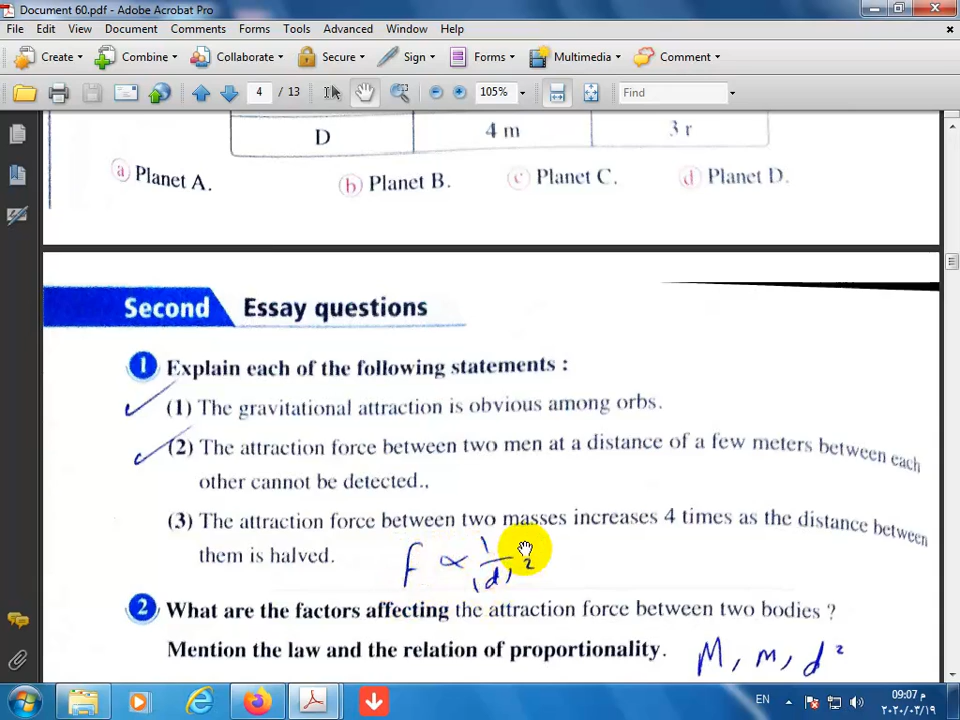 Document 60.pdf - Adobe Acrobat Pro
File Edit View Document Comments Forms Tools Advanced Window Help
Create Combine Collaborate Secure Sign Forms Multimedia Comment
4 / 13 105% Find
D 4 m 3 r
a Planet A. b Planet B. c Planet C. d Planet D.
Second Essay questions
1 Explain each of the following statements :
(1) The gravitational attraction is obvious among orbs.
(2) The attraction force between two men at a distance of a few meters between each
other cannot be detected.,
(3) The attraction force between two masses increases 4 times as the distance between
them is halved.
F ∝ 1/(d)²
2 What are the factors affecting the attraction force between two bodies ?
Mention the law and the relation of proportionality.
M, m, d²
EN
09:07 م
٢٠٢٠/٠٣/١٩